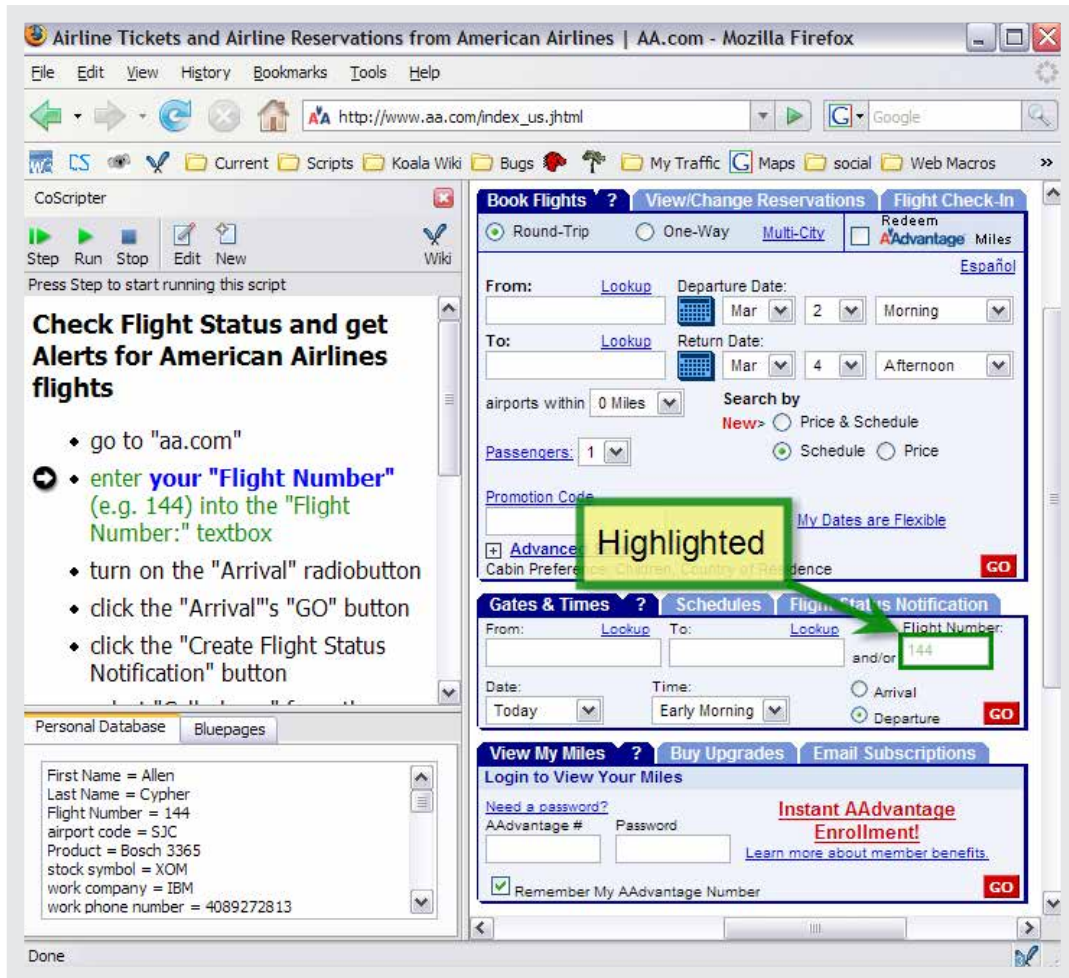 Airline Tickets and Airline Reservations from American Airlines | AA.com - Mozilla Firefox
File Edit View History Bookmarks Tools Help
http://www.aa.com/index_us.jhtml Google
Current Scripts Koala Wiki Bugs My Traffic Maps social Web Macros »
CoScripter
Step Run Stop Edit New Wiki
Press Step to start running this script
Check Flight Status and get
Alerts for American Airlines
flights
• go to "aa.com"
• enter your "Flight Number"
(e.g. 144) into the "Flight
Number:" textbox
• turn on the "Arrival" radiobutton
• click the "Arrival"'s "GO" button
• click the "Create Flight Status
Notification" button
Personal Database Bluepages
First Name = Allen
Last Name = Cypher
Flight Number = 144
airport code = SJC
Product = Bosch 3365
stock symbol = XOM
work company = IBM
work phone number = 4089272813
Book Flights ? View/Change Reservations Flight Check-In
Round-Trip One-Way Multi-City Redeem
AAdvantage Miles
Español
From: Lookup Departure Date:
Mar 2 Morning
To: Lookup Return Date:
Mar 4 Afternoon
airports within 0 Miles Search by
New> Price & Schedule
Passengers: 1 Schedule Price
Promotion Code
My Dates are Flexible
Highlighted
Advanced
Cabin Preference, Children, Country of Residence GO
Gates & Times ? Schedules Flight Status Notification
From: Lookup To: Lookup Flight Number:
and/or 144
Date: Time: Arrival
Today Early Morning Departure GO
View My Miles ? Buy Upgrades Email Subscriptions
Login to View Your Miles
Need a password? Instant AAdvantage
AAdvantage # Password Enrollment!
Learn more about member benefits.
Remember My AAdvantage Number GO
Done